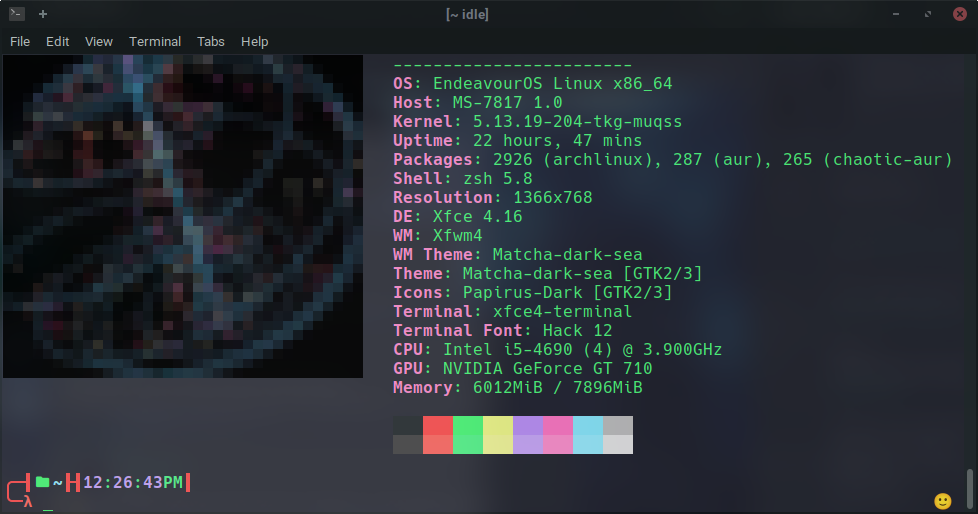 [~ idle]
File Edit View Terminal Tabs Help
------------------------
OS: EndeavourOS Linux x86_64
Host: MS-7817 1.0
Kernel: 5.13.19-204-tkg-muqss
Uptime: 22 hours, 47 mins
Packages: 2926 (archlinux), 287 (aur), 265 (chaotic-aur)
Shell: zsh 5.8
Resolution: 1366x768
DE: Xfce 4.16
WM: Xfwm4
WM Theme: Matcha-dark-sea
Theme: Matcha-dark-sea [GTK2/3]
Icons: Papirus-Dark [GTK2/3]
Terminal: xfce4-terminal
Terminal Font: Hack 12
CPU: Intel i5-4690 (4) @ 3.900GHz
GPU: NVIDIA GeForce GT 710
Memory: 6012MiB / 7896MiB
~ 12:26:43PM
λ _